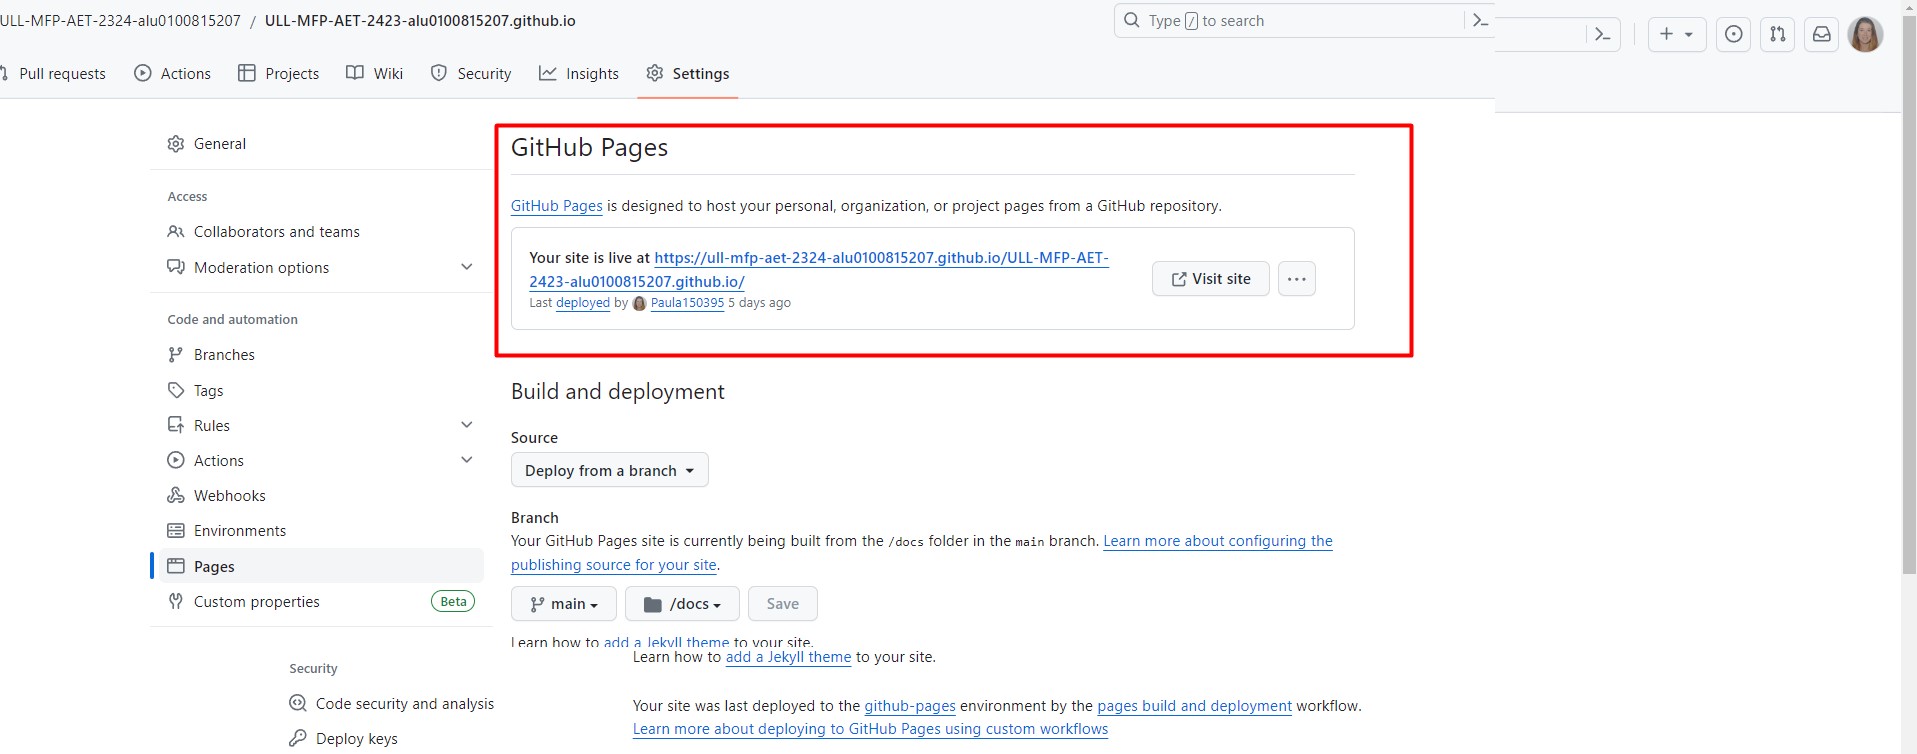 ULL-MFP-AET-2324-alu0100815207 / ULL-MFP-AET-2423-alu0100815207.github.io
Type / to search
Pull requests Actions Projects Wiki Security Insights Settings
General
Access
Collaborators and teams
Moderation options
Code and automation
Branches
Tags
Rules
Actions
Webhooks
Environments
Pages
Custom properties Beta
Security
Code security and analysis
Deploy keys
GitHub Pages
GitHub Pages is designed to host your personal, organization, or project pages from a GitHub repository.
Your site is live at https://ull-mfp-aet-2324-alu0100815207.github.io/ULL-MFP-AET-
2423-alu0100815207.github.io/
Last deployed by Paula150395 5 days ago
Visit site
Build and deployment
Source
Deploy from a branch
Branch
Your GitHub Pages site is currently being built from the /docs folder in the main branch. Learn more about configuring the
publishing source for your site.
main /docs Save
Learn how to add a Jekyll theme to your site.
Learn how to add a Jekyll theme to your site.
Your site was last deployed to the github-pages environment by the pages build and deployment workflow.
Learn more about deploying to GitHub Pages using custom workflows